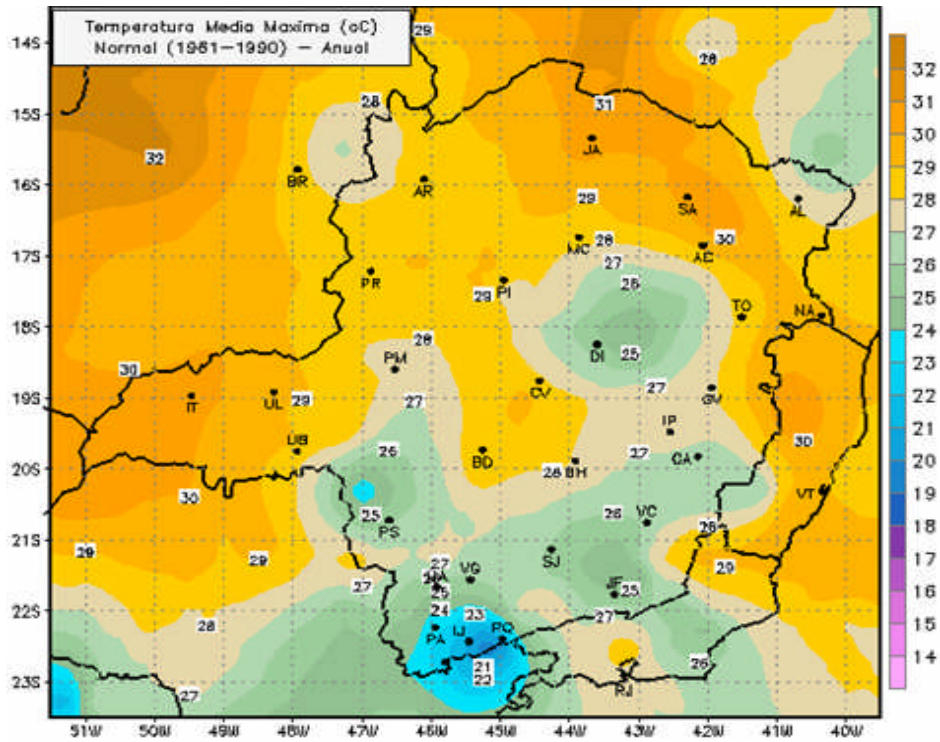 Temperatura Media Maxima (oC)
Normal (1961-1990) - Anual
14S
15S
16S
17S
18S
19S
20S
21S
22S
23S
51W
50W
49W
48W
47W
46W
45W
44W
43W
42W
41W
40W
32
31
30
29
28
27
26
25
24
23
22
21
20
19
18
17
16
15
14
29
28
28
31
32
JA
BR
AR
29
SA
AL
MC
28
30
AC
27
26
PR
PI
29
TO
NA
DI
25
28
PM
30
IT
UL
29
27
CV
27
GV
IP
30
UB
26
BD
28
BH
27
CA
30
25
PS
26
VC
26
VT
29
29
27
27
VG
SJ
29
25
JF
25
24
23
27
28
PA
IJ
PQ
21
22
26
27
RJ